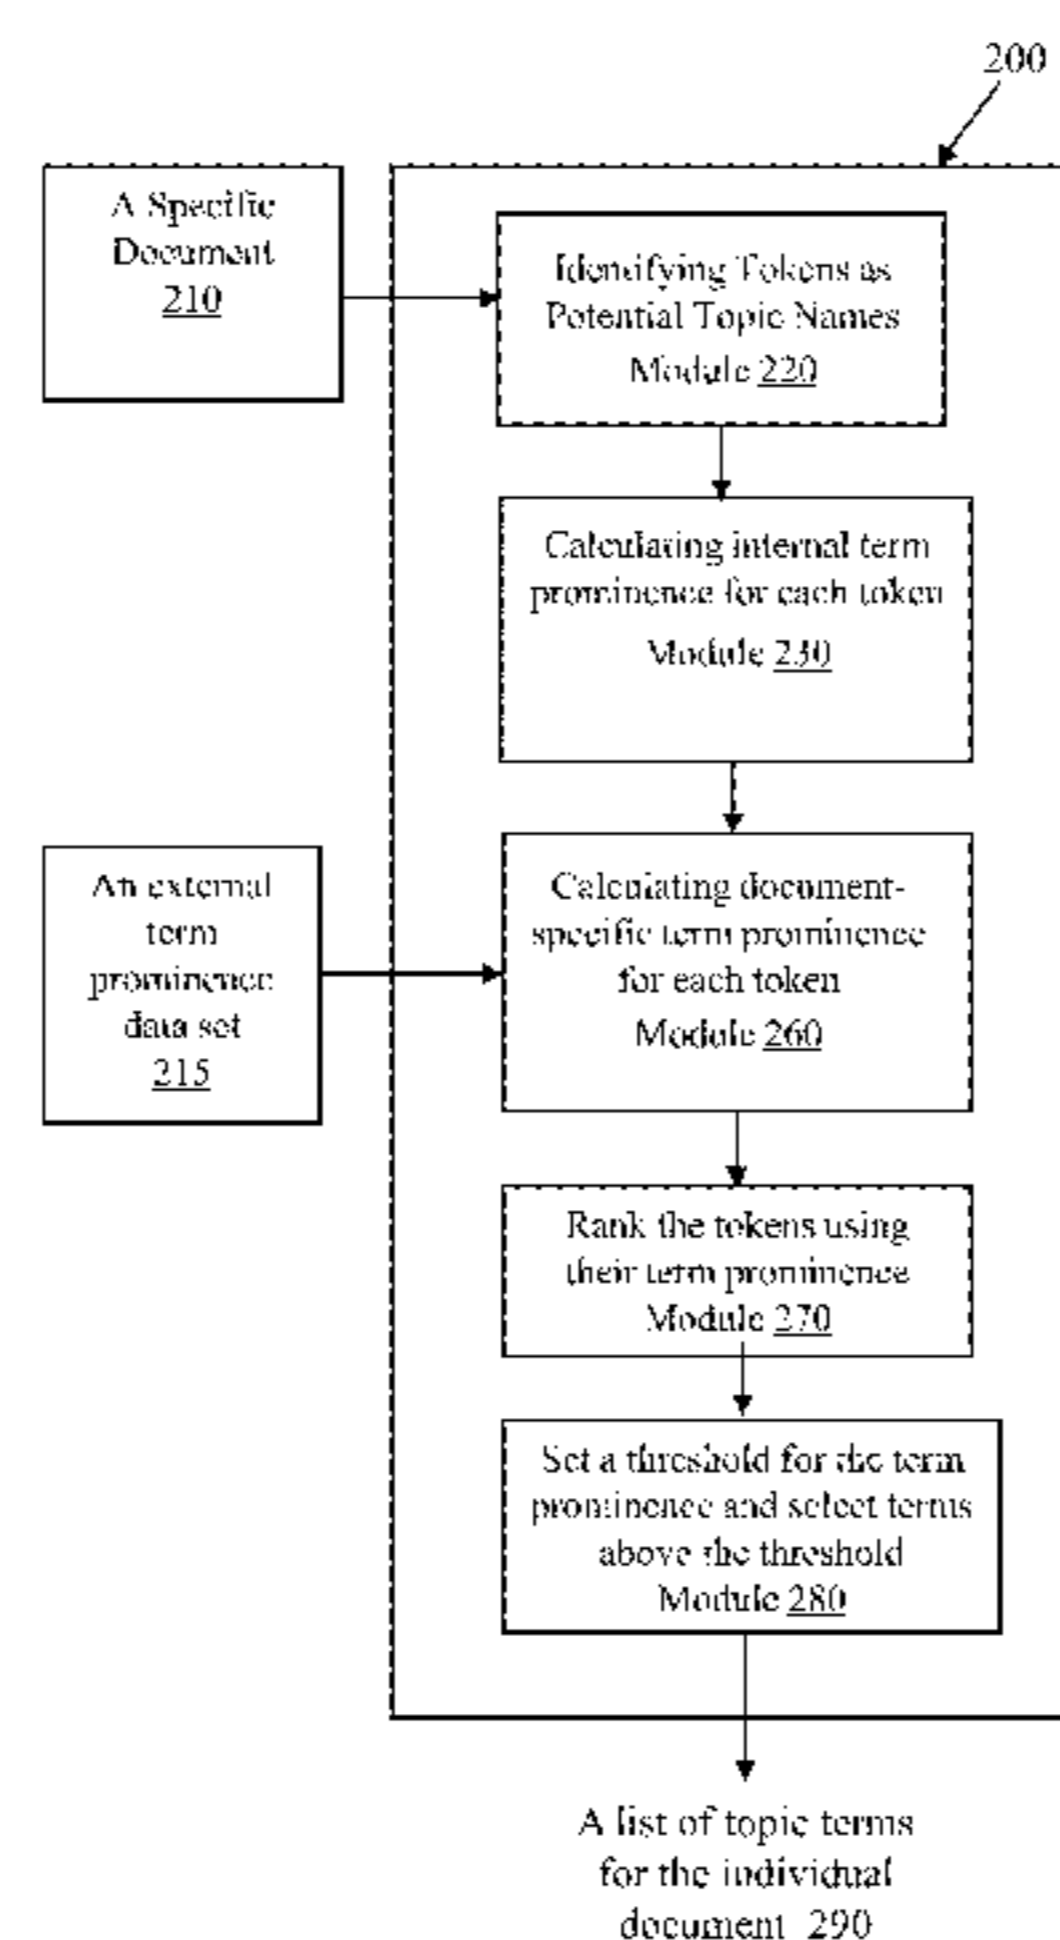 200
A Specific
Document
210
Identifying Tokens as
Potential Topic Names
Module 220
Calculating internal term
prominence for each token
Module 230
An external
term
prominence
data set
215
Calculating document-
specific term prominence
for each token
Module 260
Rank the tokens using
their term prominence
Module 270
Set a threshold for the term
prominence and select terms
above the threshold
Module 280
A list of topic terms
for the individual
document 290